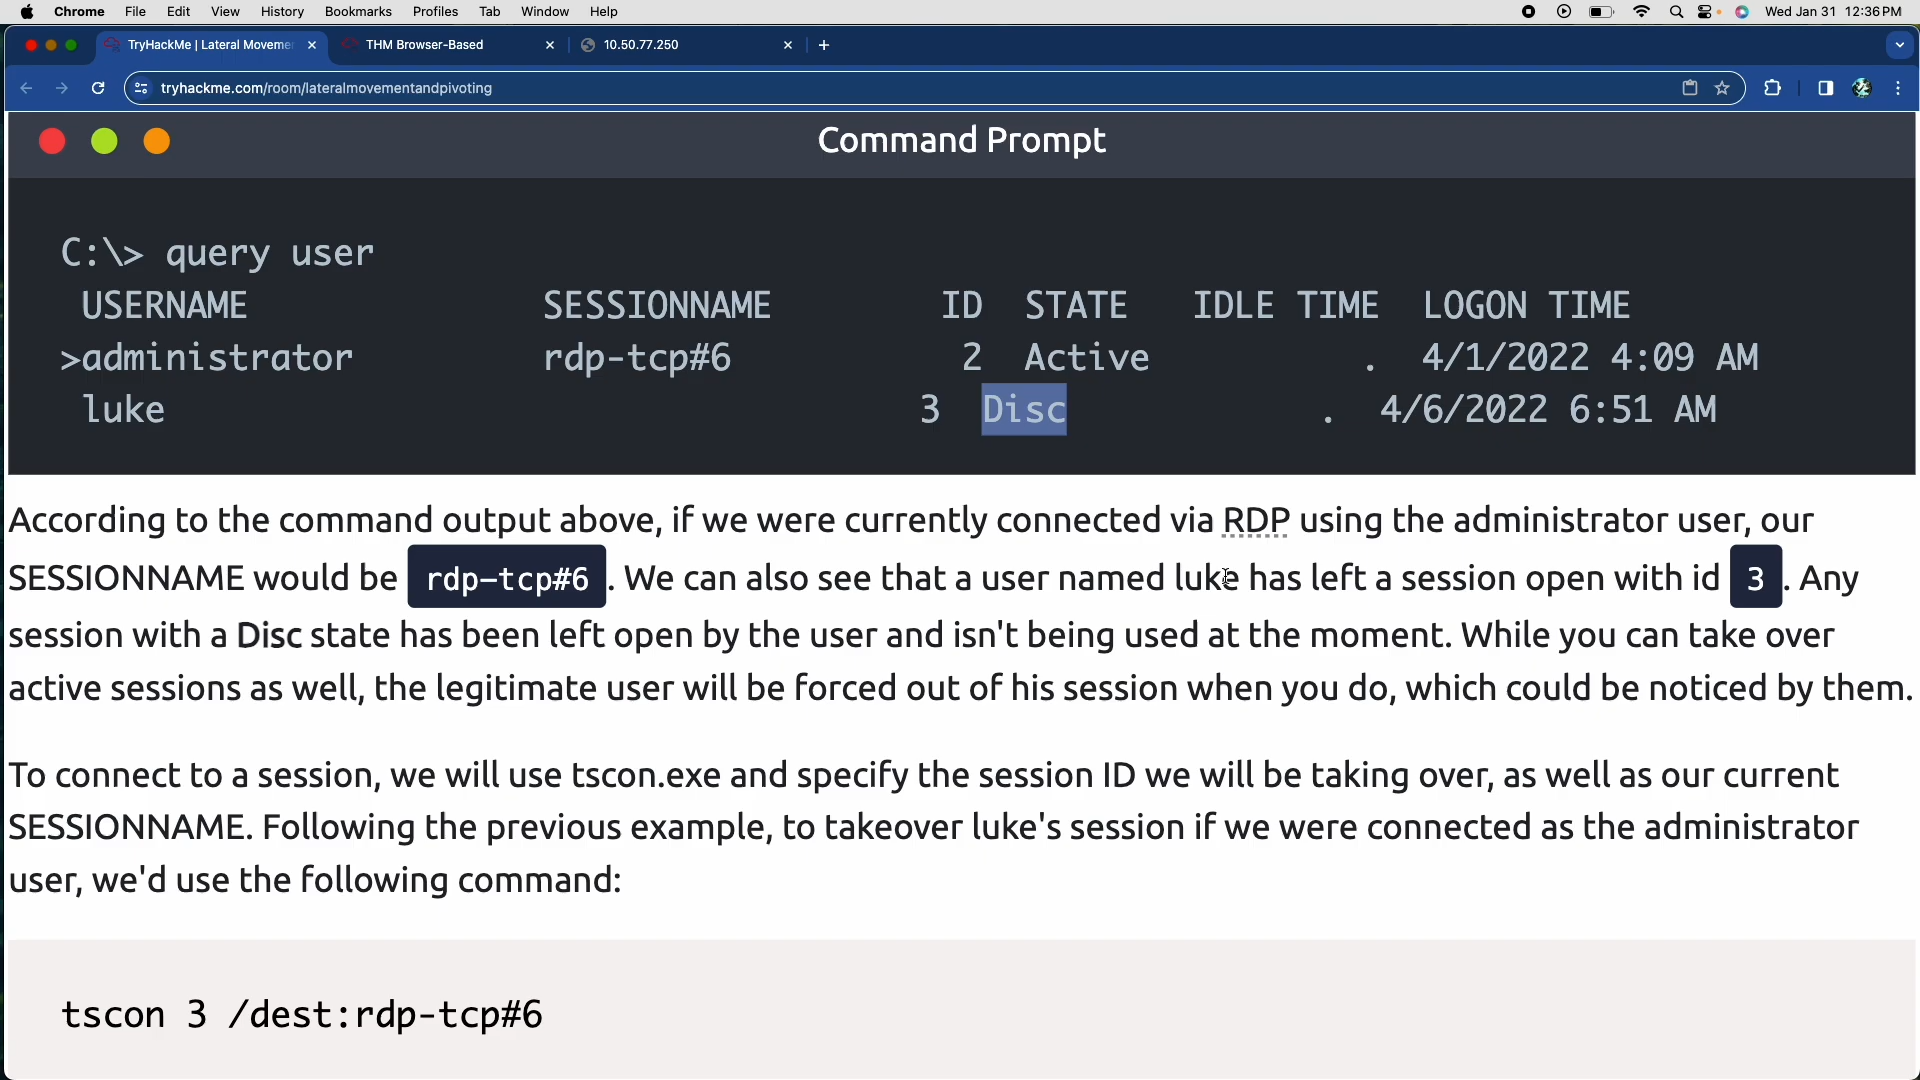 Chrome File Edit View History Bookmarks Profiles Tab Window Help Wed Jan 31 12:36 PM
TryHackMe | Lateral Moveme THM Browser-Based 10.50.77.250
tryhackme.com/room/lateralmovementandpivoting
Command Prompt
C:\> query user
USERNAME SESSIONNAME ID STATE IDLE TIME LOGON TIME
>administrator rdp-tcp#6 2 Active . 4/1/2022 4:09 AM
luke 3 Disc . 4/6/2022 6:51 AM
According to the command output above, if we were currently connected via RDP using the administrator user, our
SESSIONNAME would be rdp-tcp#6. We can also see that a user named luke has left a session open with id 3. Any
session with a Disc state has been left open by the user and isn't being used at the moment. While you can take over
active sessions as well, the legitimate user will be forced out of his session when you do, which could be noticed by them.
To connect to a session, we will use tscon.exe and specify the session ID we will be taking over, as well as our current
SESSIONNAME. Following the previous example, to takeover luke's session if we were connected as the administrator
user, we'd use the following command:
tscon 3 /dest:rdp-tcp#6